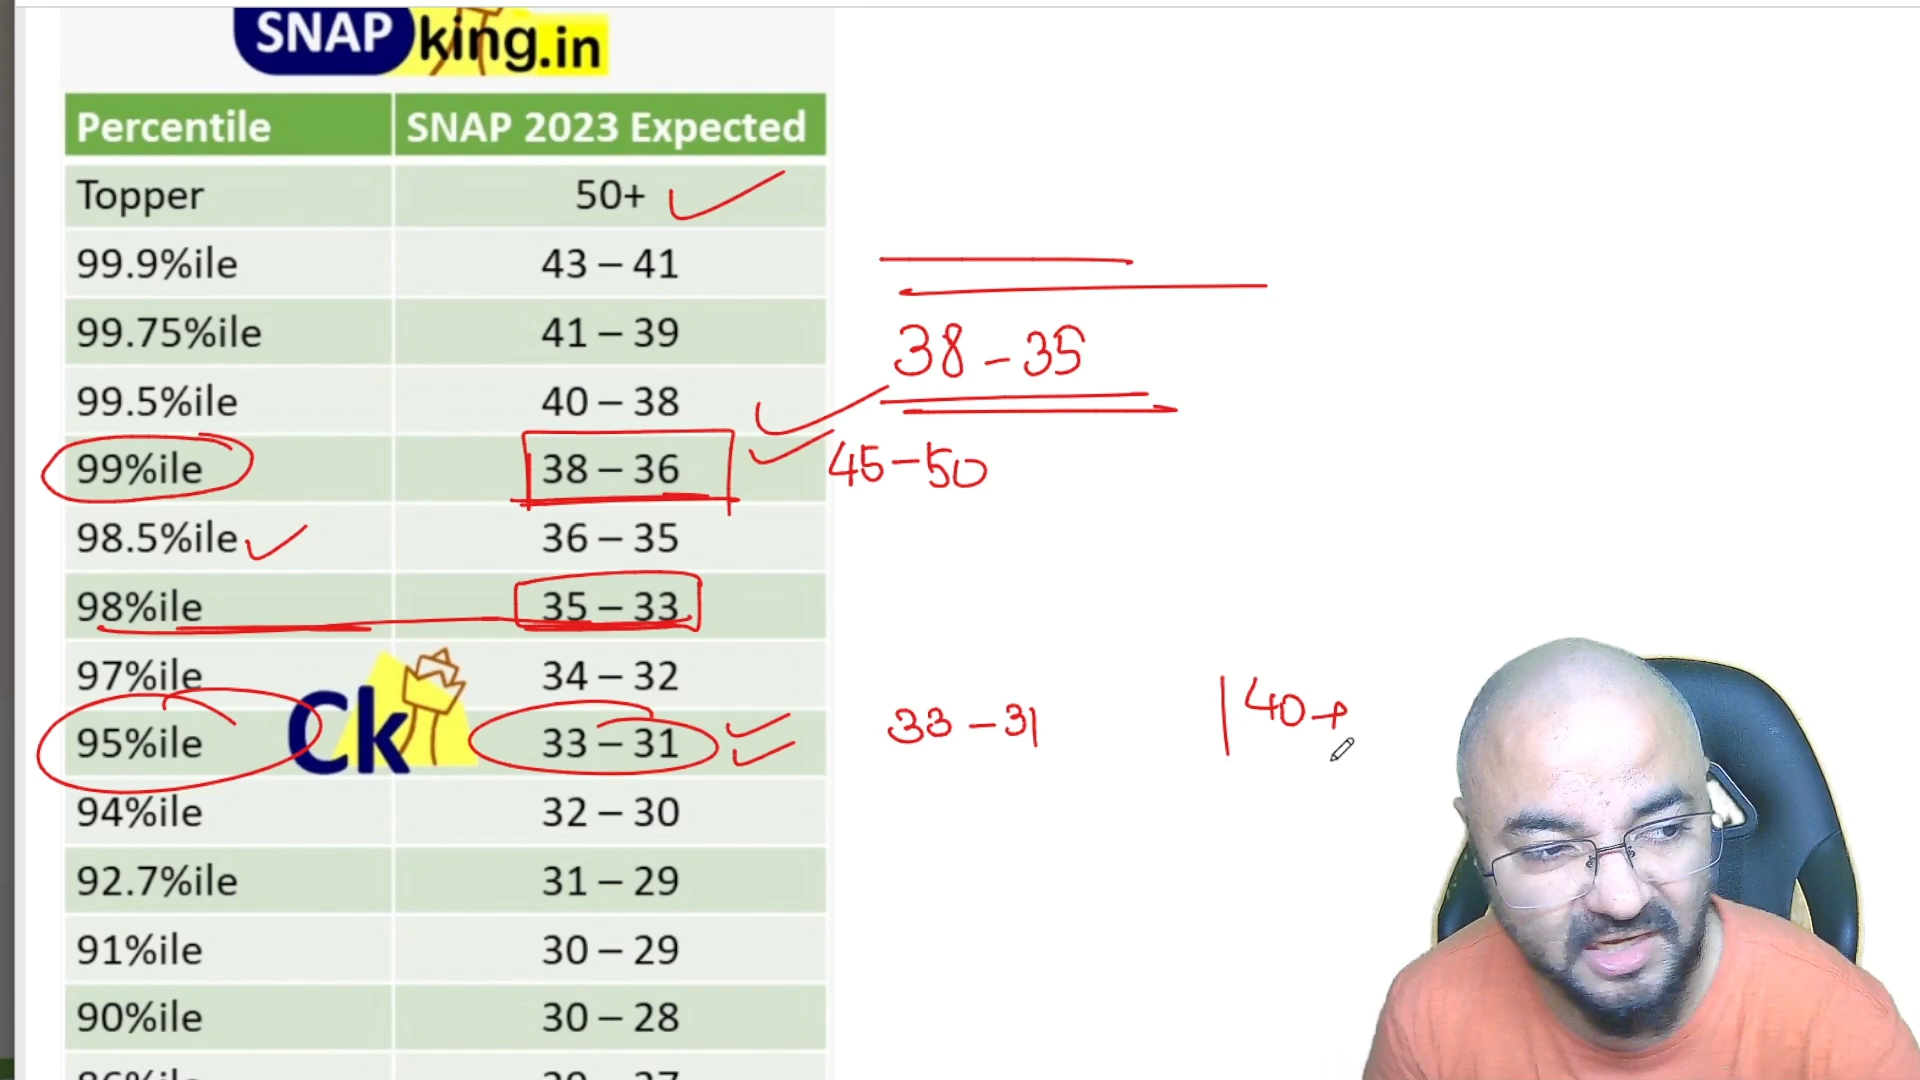 SNAP king.in
Percentile SNAP 2023 Expected
Topper 50+
99.9%ile 43 – 41
99.75%ile 41 – 39
38 – 35
99.5%ile 40 – 38
99%ile 38 – 36 45–50
98.5%ile 36 – 35
98%ile 35 – 33
97%ile 34 – 32
95%ile Ck 33 – 31 33 – 31 40+
94%ile 32 – 30
92.7%ile 31 – 29
91%ile 30 – 29
90%ile 30 – 28